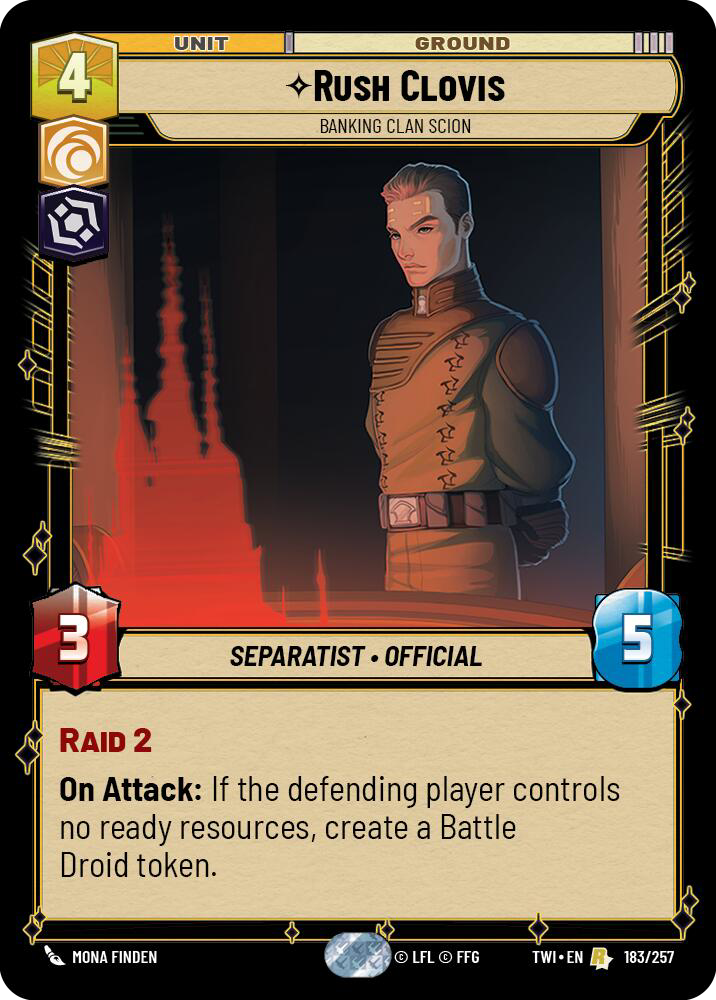 UNIT GROUND
4
Rush Clovis
BANKING CLAN SCION
3
SEPARATIST • OFFICIAL
5
RAID 2
On Attack: If the defending player controls
no ready resources, create a Battle
Droid token.
MONA FINDEN © LFL © FFG TWI • EN R 183/257